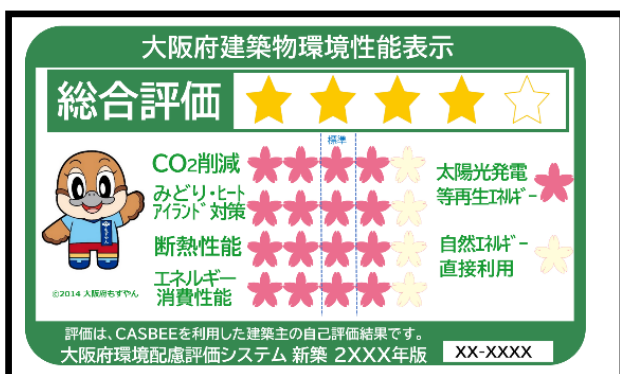 大阪府建築物環境性能表示
総合評価
標準
CO2削減
みどり・ヒート
アイランド対策
断熱性能
エネルギー
消費性能
太陽光発電
等再生エネルギー
自然エネルギー
直接利用
もずやん
©2014 大阪府もずやん
評価は、CASBEEを利用した建築主の自己評価結果です。
大阪府環境配慮評価システム 新築 2XXX年版
XX-XXXX